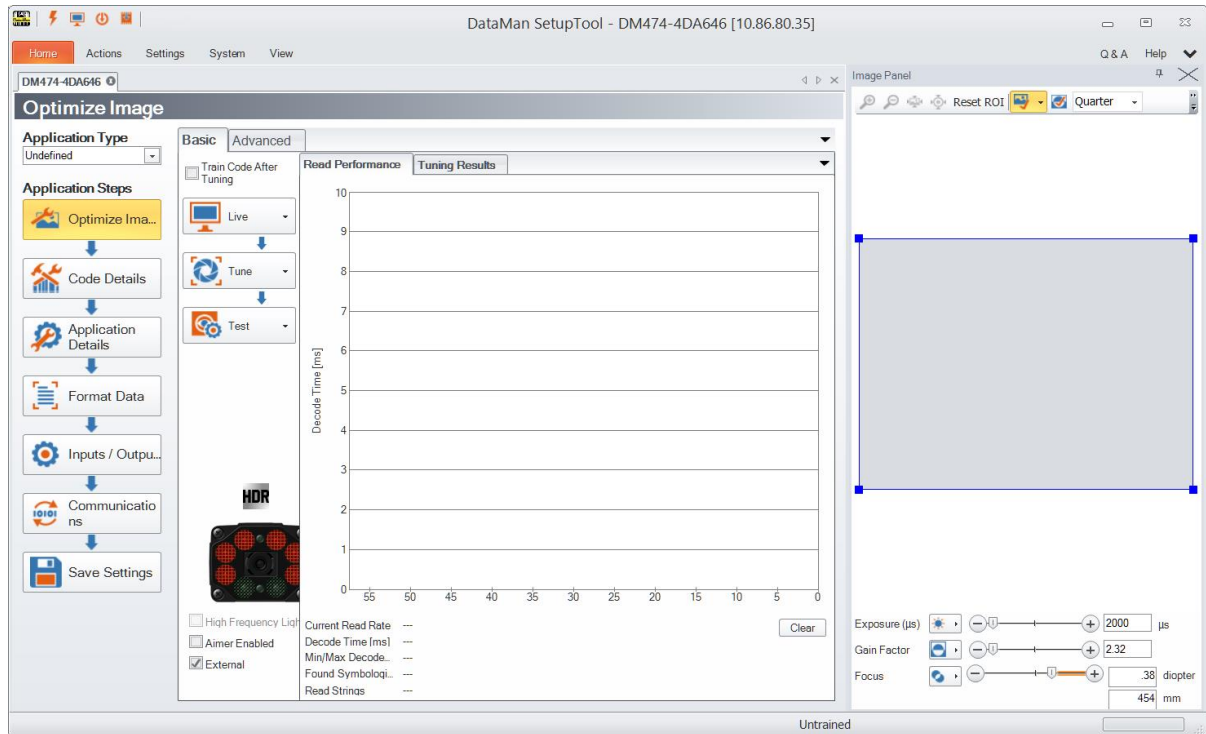 DataMan SetupTool - DM474-4DA646 [10.86.80.35]
Home Actions Settings System View Q & A Help
DM474-4DA646
Optimize Image
Application Type
Undefined
Application Steps
Optimize Ima...
Code Details
Application
Details
Format Data
Inputs / Outpu...
Communicatio
ns
Save Settings
Basic Advanced
Train Code After
Tuning
Live
Tune
Test
HDR
High Frequency Ligh
Aimer Enabled
External
Read Performance Tuning Results
Decode Time [ms]
10
9
8
7
6
5
4
3
2
1
0
55 50 45 40 35 30 25 20 15 10 5 0
Current Read Rate ---
Clear
Decode Time [ms] ---
Min/Max Decode... ---
Found Symbologi... ---
Read Strings ---
Image Panel
Reset ROI Quarter
Exposure (µs) 2000 µs
Gain Factor 2.32
Focus .38 diopter
454 mm
Untrained